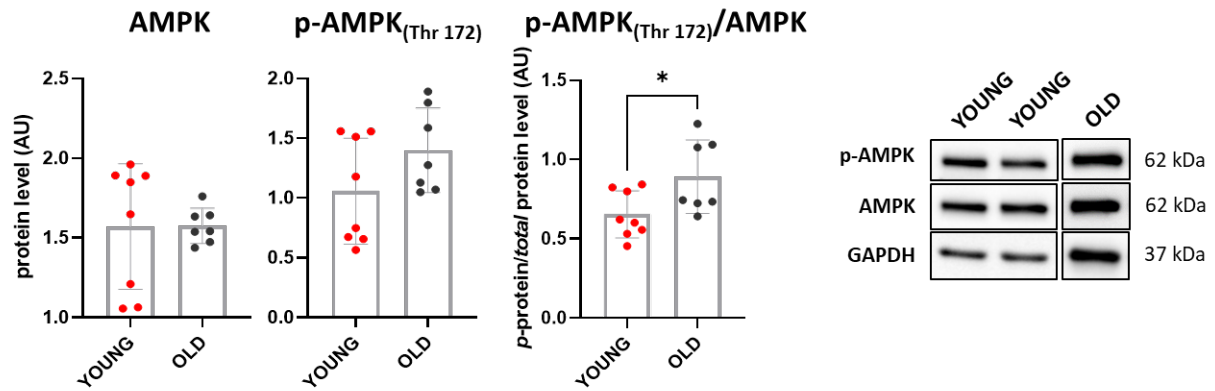 AMPK
protein level (AU)
2.5
2.0
1.5
1.0
YOUNG
OLD
p-AMPK(Thr 172)
2.0
1.5
1.0
0.5
0.0
YOUNG
OLD
p-AMPK(Thr 172)/AMPK
p-protein/total protein level (AU)
1.5
1.0
0.5
0.0
*
YOUNG
OLD
YOUNG YOUNG OLD
p-AMPK 62 kDa
AMPK 62 kDa
GAPDH 37 kDa